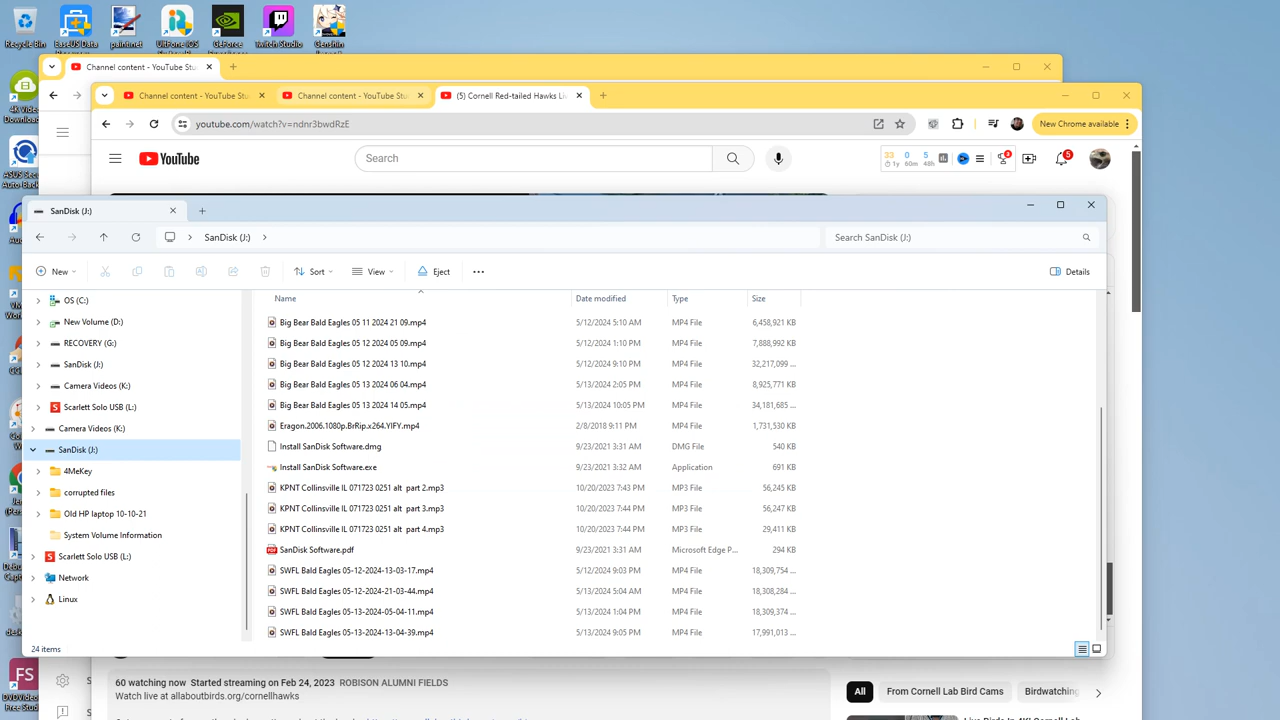 Recycle Bin
EaseUS Data
paint.net
UltFone iOS
GeForce
Twitch Studio
Genshin
Channel content - YouTube Stu
4K Video
Channel content - YouTube Stu
Channel content - YouTube Stu
(5) Cornell Red-tailed Hawks Li
youtube.com/watch?v=ndnr3bwdRzE
New Chrome available
ASUS
YouTube
Search
33 0 5
1y 60m 48h
5
SanDisk (J:)
SanDisk (J:)
Search SanDisk (J:)
New
Sort
View
Eject
Details
OS (C:)
New Volume (D:)
RECOVERY (G:)
SanDisk (J:)
Camera Videos (K:)
Scarlett Solo USB (L:)
Camera Videos (K:)
SanDisk (J:)
4MeKey
corrupted files
Old HP laptop 10-10-21
System Volume Information
Scarlett Solo USB (L:)
Network
Linux
Name Date modified Type Size
Big Bear Bald Eagles 05 11 2024 21 09.mp4 5/12/2024 5:10 AM MP4 File 6,458,921 KB
Big Bear Bald Eagles 05 12 2024 05 09.mp4 5/12/2024 1:10 PM MP4 File 7,888,992 KB
Big Bear Bald Eagles 05 12 2024 13 10.mp4 5/12/2024 9:10 PM MP4 File 32,217,099 ...
Big Bear Bald Eagles 05 13 2024 06 04.mp4 5/13/2024 2:05 PM MP4 File 8,925,771 KB
Big Bear Bald Eagles 05 13 2024 14 05.mp4 5/13/2024 10:05 PM MP4 File 34,181,685 ...
Eragon.2006.1080p.BrRip.x264.YIFY.mp4 2/8/2018 9:11 PM MP4 File 1,731,530 KB
Install SanDisk Software.dmg 9/23/2021 3:31 AM DMG File 540 KB
Install SanDisk Software.exe 9/23/2021 3:32 AM Application 691 KB
KPNT Collinsville IL 071723 0251 alt part 2.mp3 10/20/2023 7:43 PM MP3 File 56,245 KB
KPNT Collinsville IL 071723 0251 alt part 3.mp3 10/20/2023 7:44 PM MP3 File 56,247 KB
KPNT Collinsville IL 071723 0251 alt part 4.mp3 10/20/2023 7:44 PM MP3 File 29,411 KB
SanDisk Software.pdf 9/23/2021 3:31 AM Microsoft Edge P... 294 KB
SWFL Bald Eagles 05-12-2024-13-03-17.mp4 5/12/2024 9:03 PM MP4 File 18,309,754 ...
SWFL Bald Eagles 05-12-2024-21-03-44.mp4 5/13/2024 5:04 AM MP4 File 18,308,284 ...
SWFL Bald Eagles 05-13-2024-05-04-11.mp4 5/13/2024 1:04 PM MP4 File 18,309,374 ...
SWFL Bald Eagles 05-13-2024-13-04-39.mp4 5/13/2024 9:05 PM MP4 File 17,991,013 ...
24 items
FS
DVDVideo
60 watching now Started streaming on Feb 24, 2023 ROBISON ALUMNI FIELDS
Watch live at allaboutbirds.org/cornellhawks
All
From Cornell Lab Bird Cams
Birdwatching